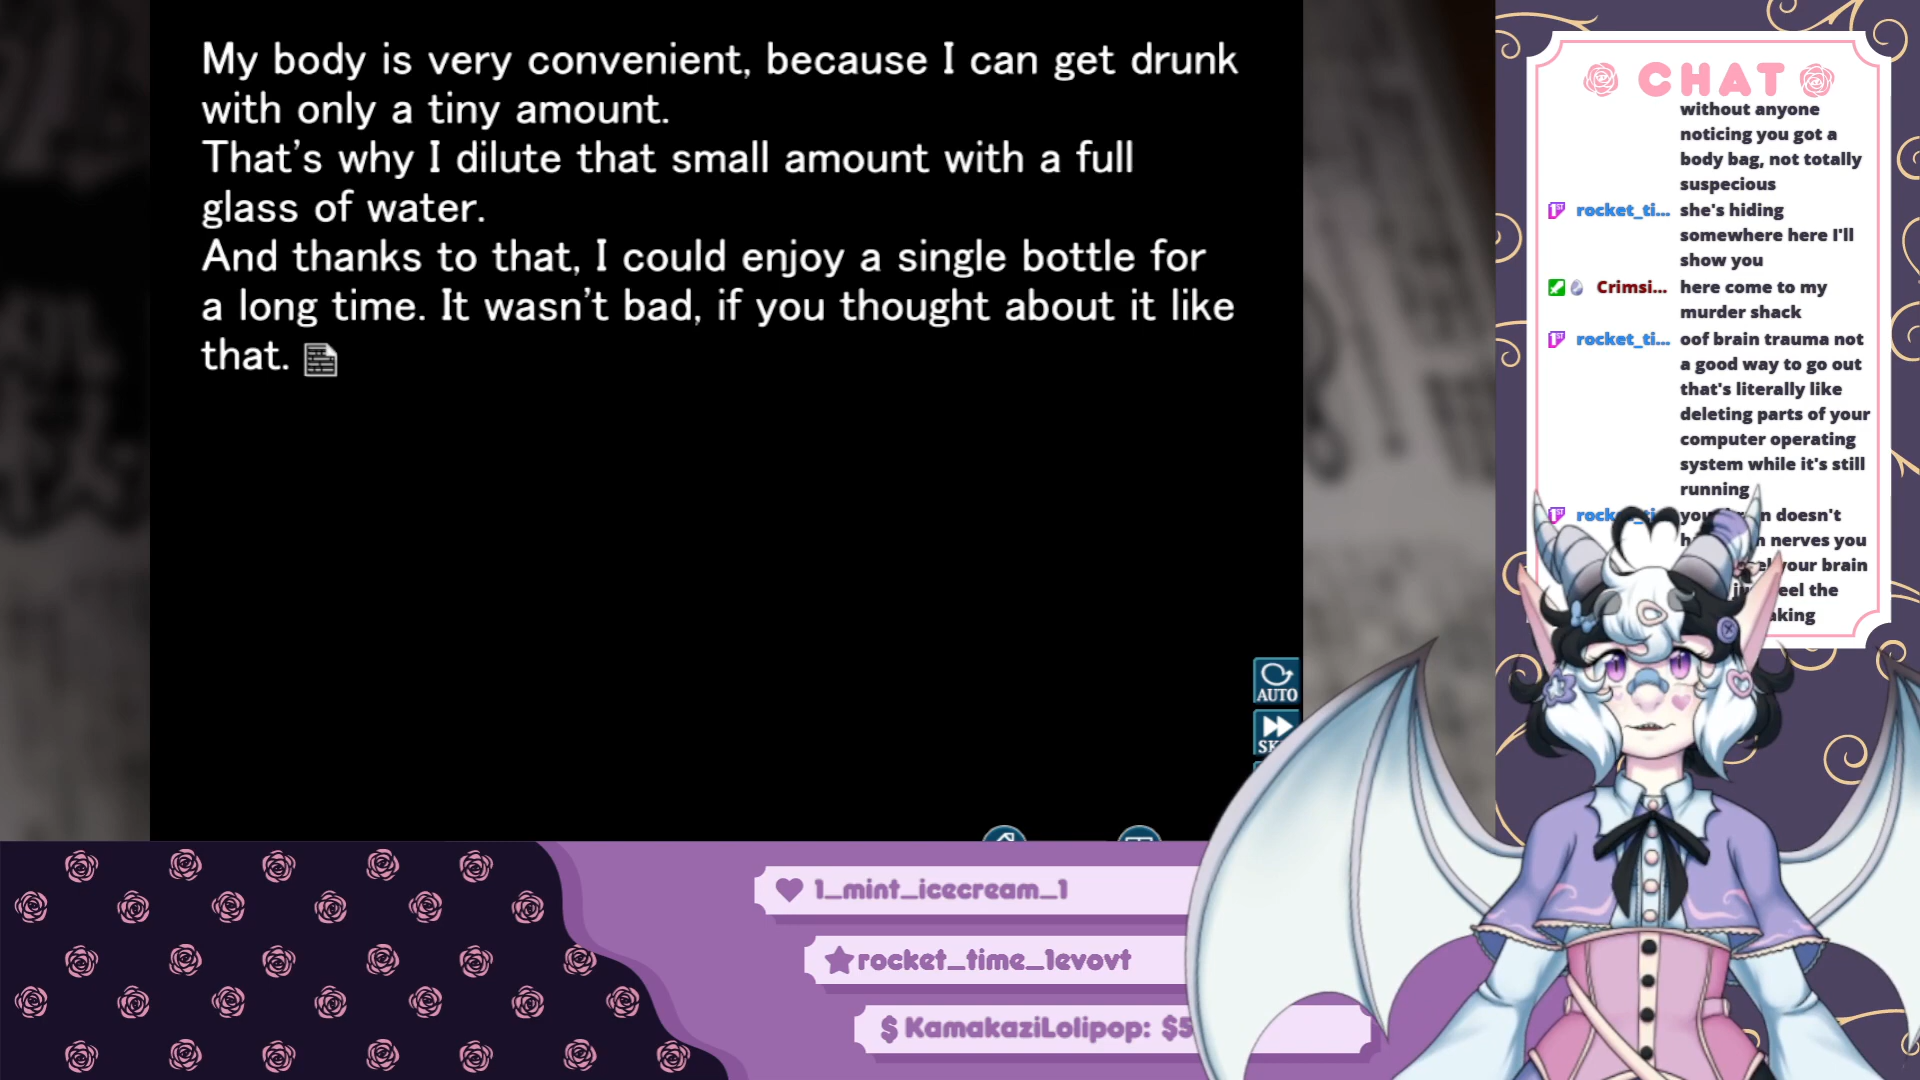 My body is very convenient, because I can get drunk
with only a tiny amount.
That's why I dilute that small amount with a full
glass of water.
And thanks to that, I could enjoy a single bottle for
a long time. It wasn't bad, if you thought about it like
that.
AUTO
CHAT
without anyone
noticing you got a
body bag, not totally
suspecious
rocket_ti... she's hiding
somewhere here I'll
show you
Crimsi... here come to my
murder shack
rocket_ti... oof brain trauma not
a good way to go out
that's literally like
deleting parts of your
computer operating
system while it's still
running
doesn't
nerves you
your brain
the
1_mint_icecream_1
rocket_time_1evovt
$ KamakaziLolipop: $5